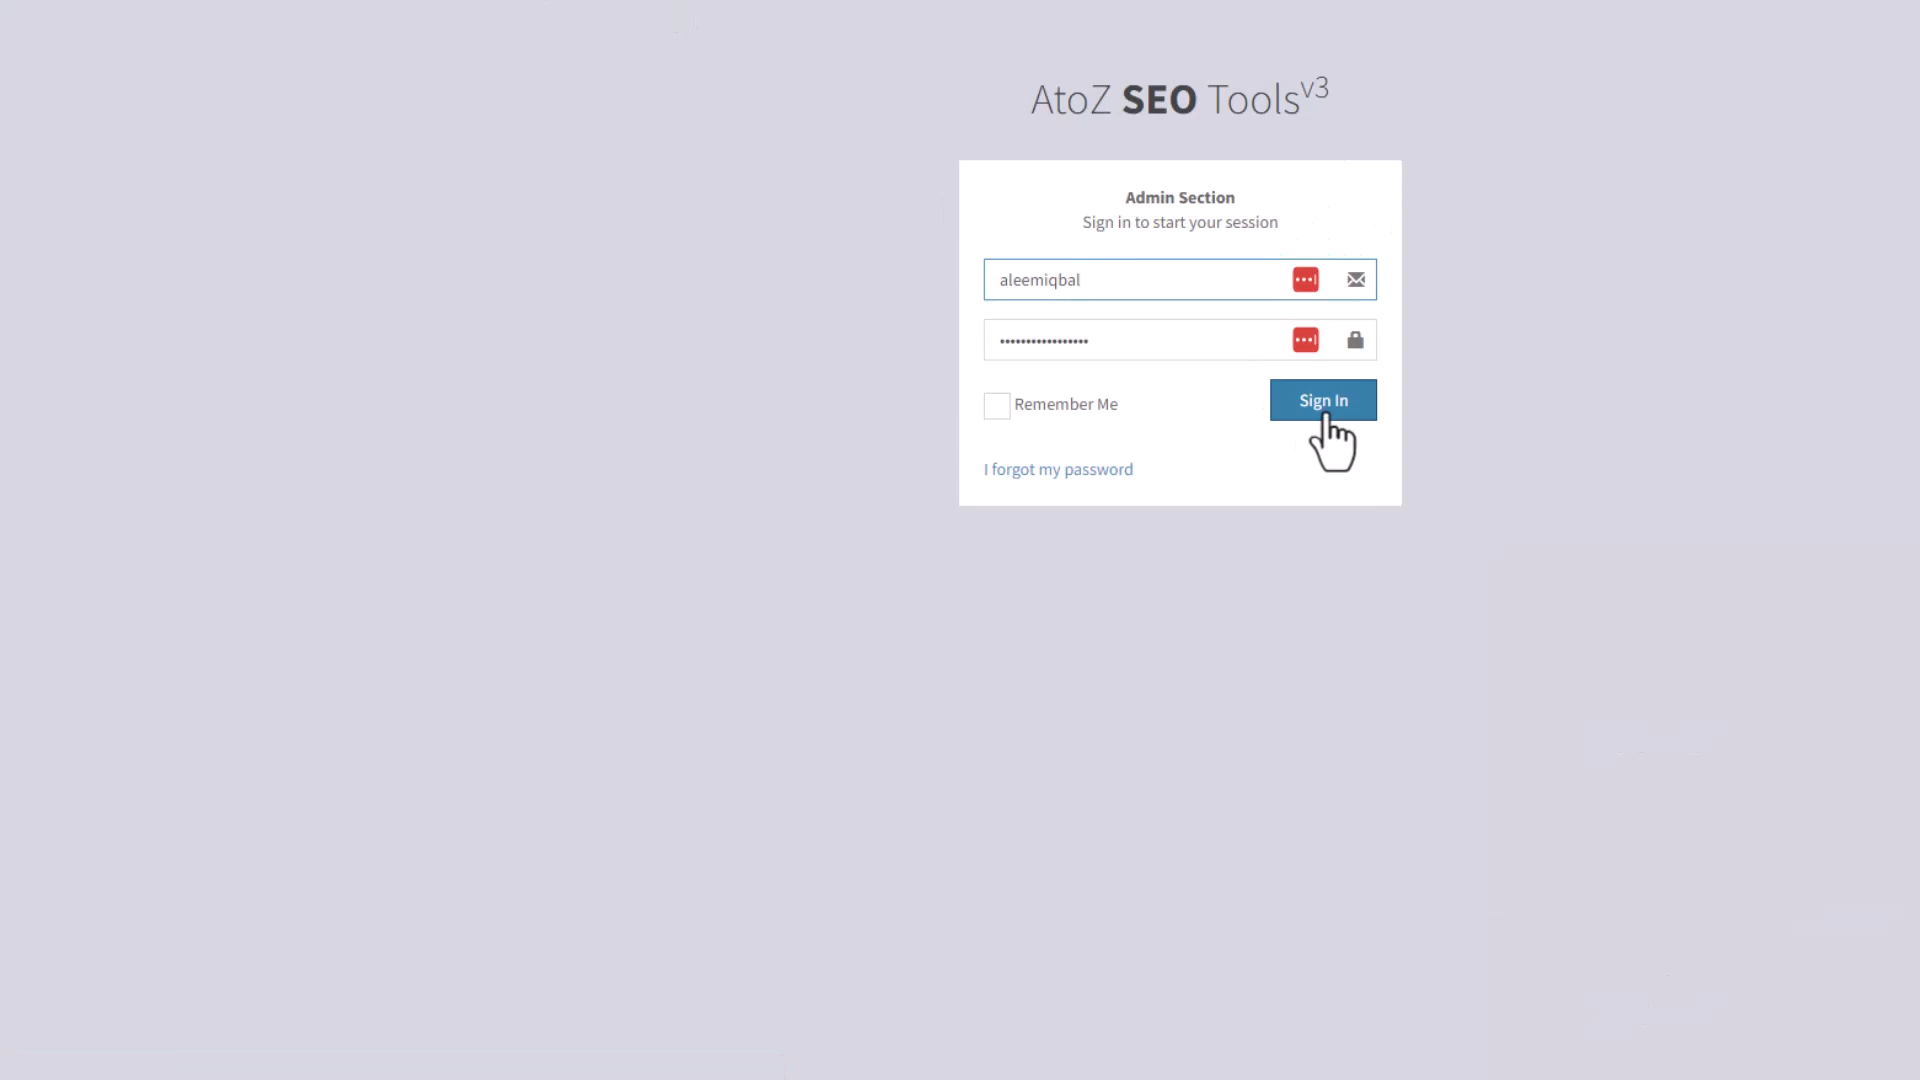 AtoZ SEO Tools v3
Admin Section
Sign in to start your session
aleemiqbal
•••••••••••••••••
Remember Me
Sign In
I forgot my password